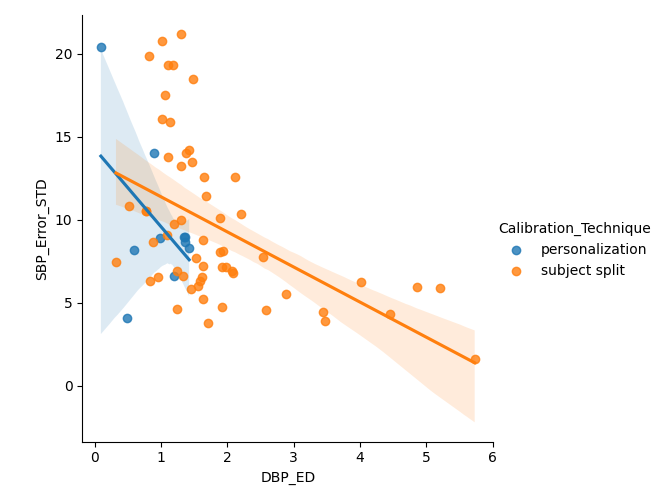 20
15
10
5
0
SBP_Error_STD
0 1 2 3 4 5 6
DBP_ED
Calibration_Technique
personalization
subject split